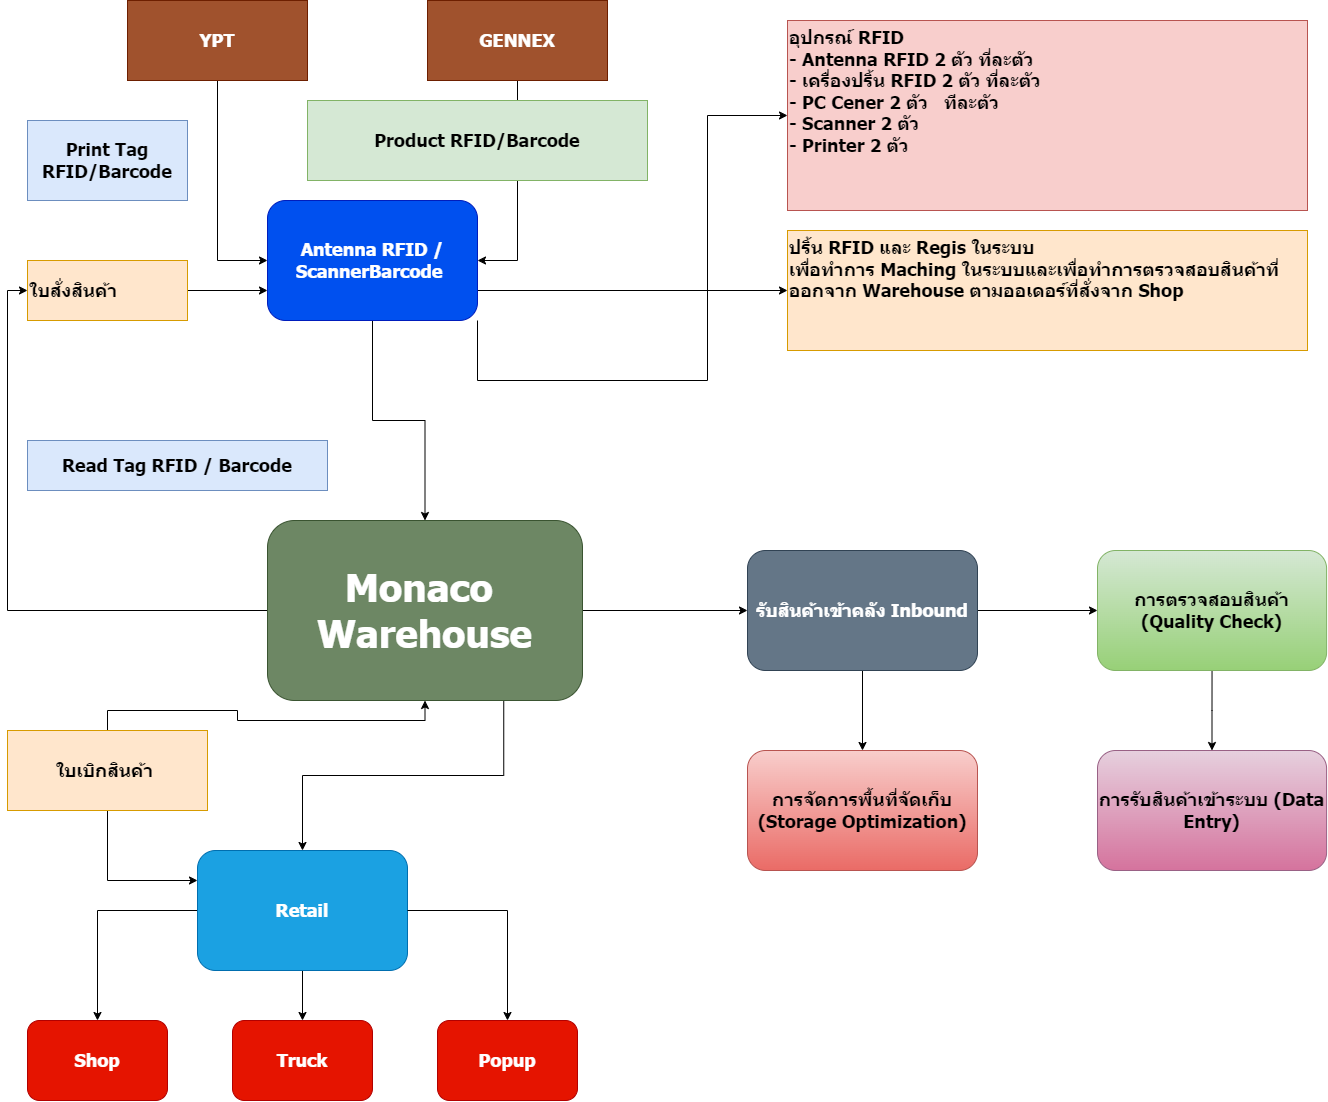 YPT
GENNEX
อุปกรณ์ RFID
- Antenna RFID 2 ตัว ที่ละตัว
- เครื่องปริ้น RFID 2 ตัว ที่ละตัว
- PC Cener 2 ตัว ทีละตัว
- Scanner 2 ตัว
- Printer 2 ตัว
Print Tag
RFID/Barcode
Product RFID/Barcode
Antenna RFID /
ScannerBarcode
ปริ้น RFID และ Regis ในระบบ
เพื่อทำการ Maching ในระบบและเพื่อทำการตรวจสอบสินค้าที่
ออกจาก Warehouse ตามออเดอร์ที่สั่งจาก Shop
ใบสั่งสินค้า
Read Tag RFID / Barcode
Monaco
Warehouse
รับสินค้าเข้าคลัง Inbound
การตรวจสอบสินค้า
(Quality Check)
ใบเบิกสินค้า
การจัดการพื้นที่จัดเก็บ
(Storage Optimization)
การรับสินค้าเข้าระบบ (Data
Entry)
Retail
Shop
Truck
Popup